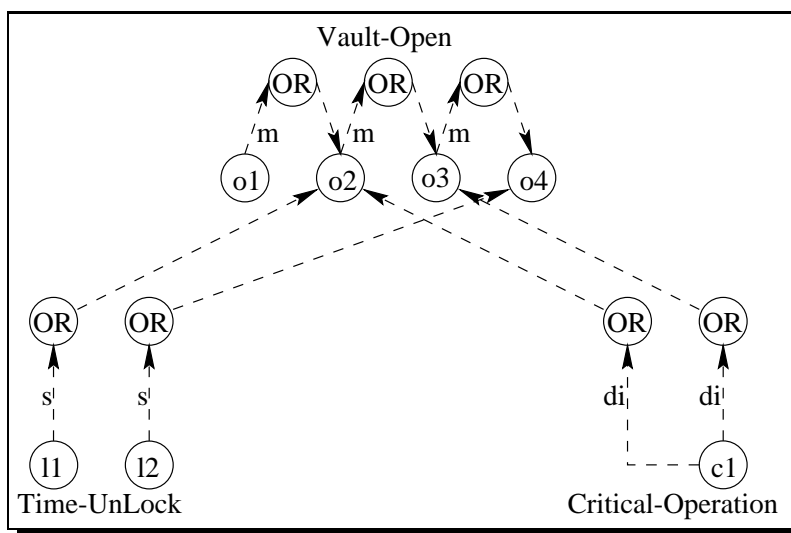 Vault-Open
OR OR OR
m m m
o1 o2 o3 o4
OR OR OR OR
s s di di
l1 l2 c1
Time-UnLock Critical-Operation